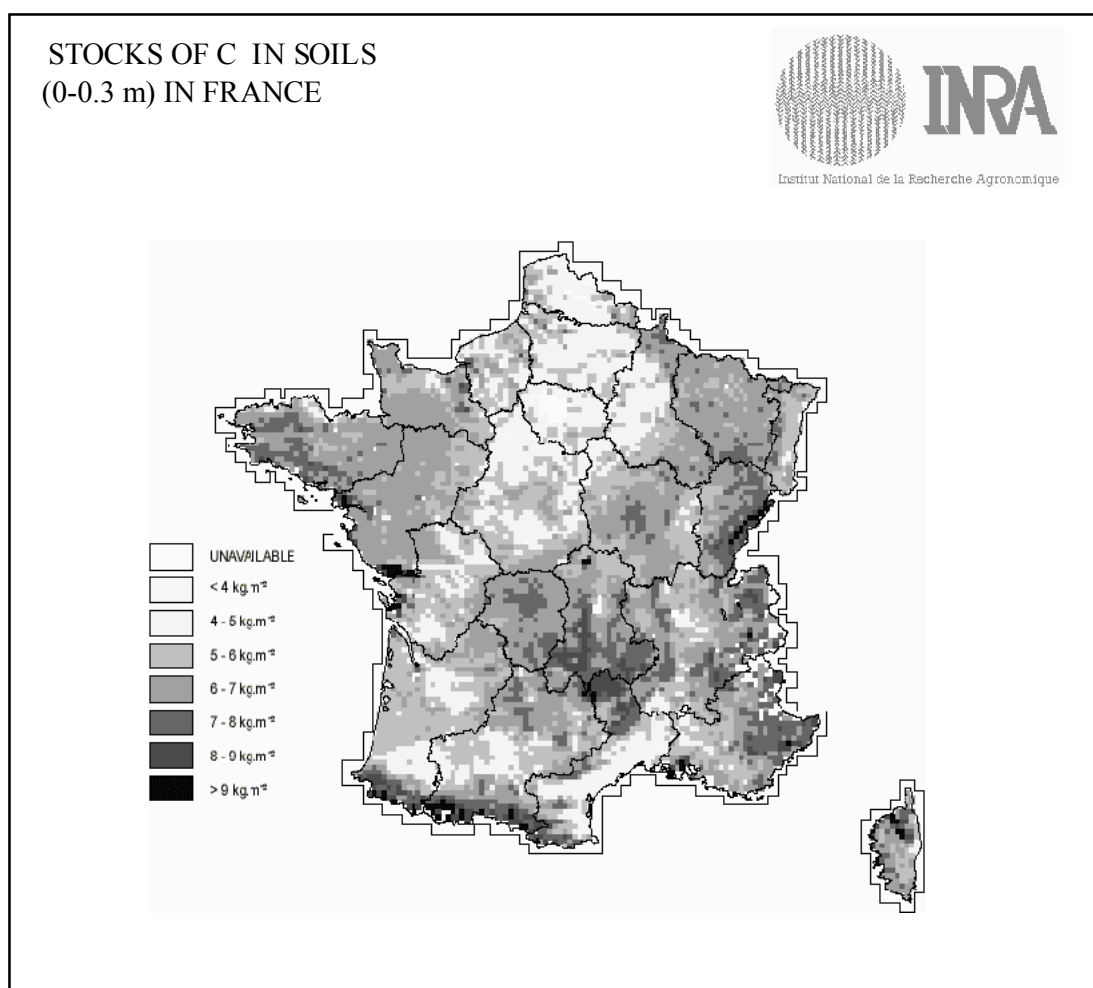 STOCKS OF C IN SOILS
(0-0.3 m) IN FRANCE
INRA
Institut National de la Recherche Agronomique
UNAVAILABLE
< 4 kg.m⁻²
4 - 5 kg.m⁻²
5 - 6 kg.m⁻²
6 - 7 kg.m⁻²
7 - 8 kg.m⁻²
8 - 9 kg.m⁻²
> 9 kg.m⁻²